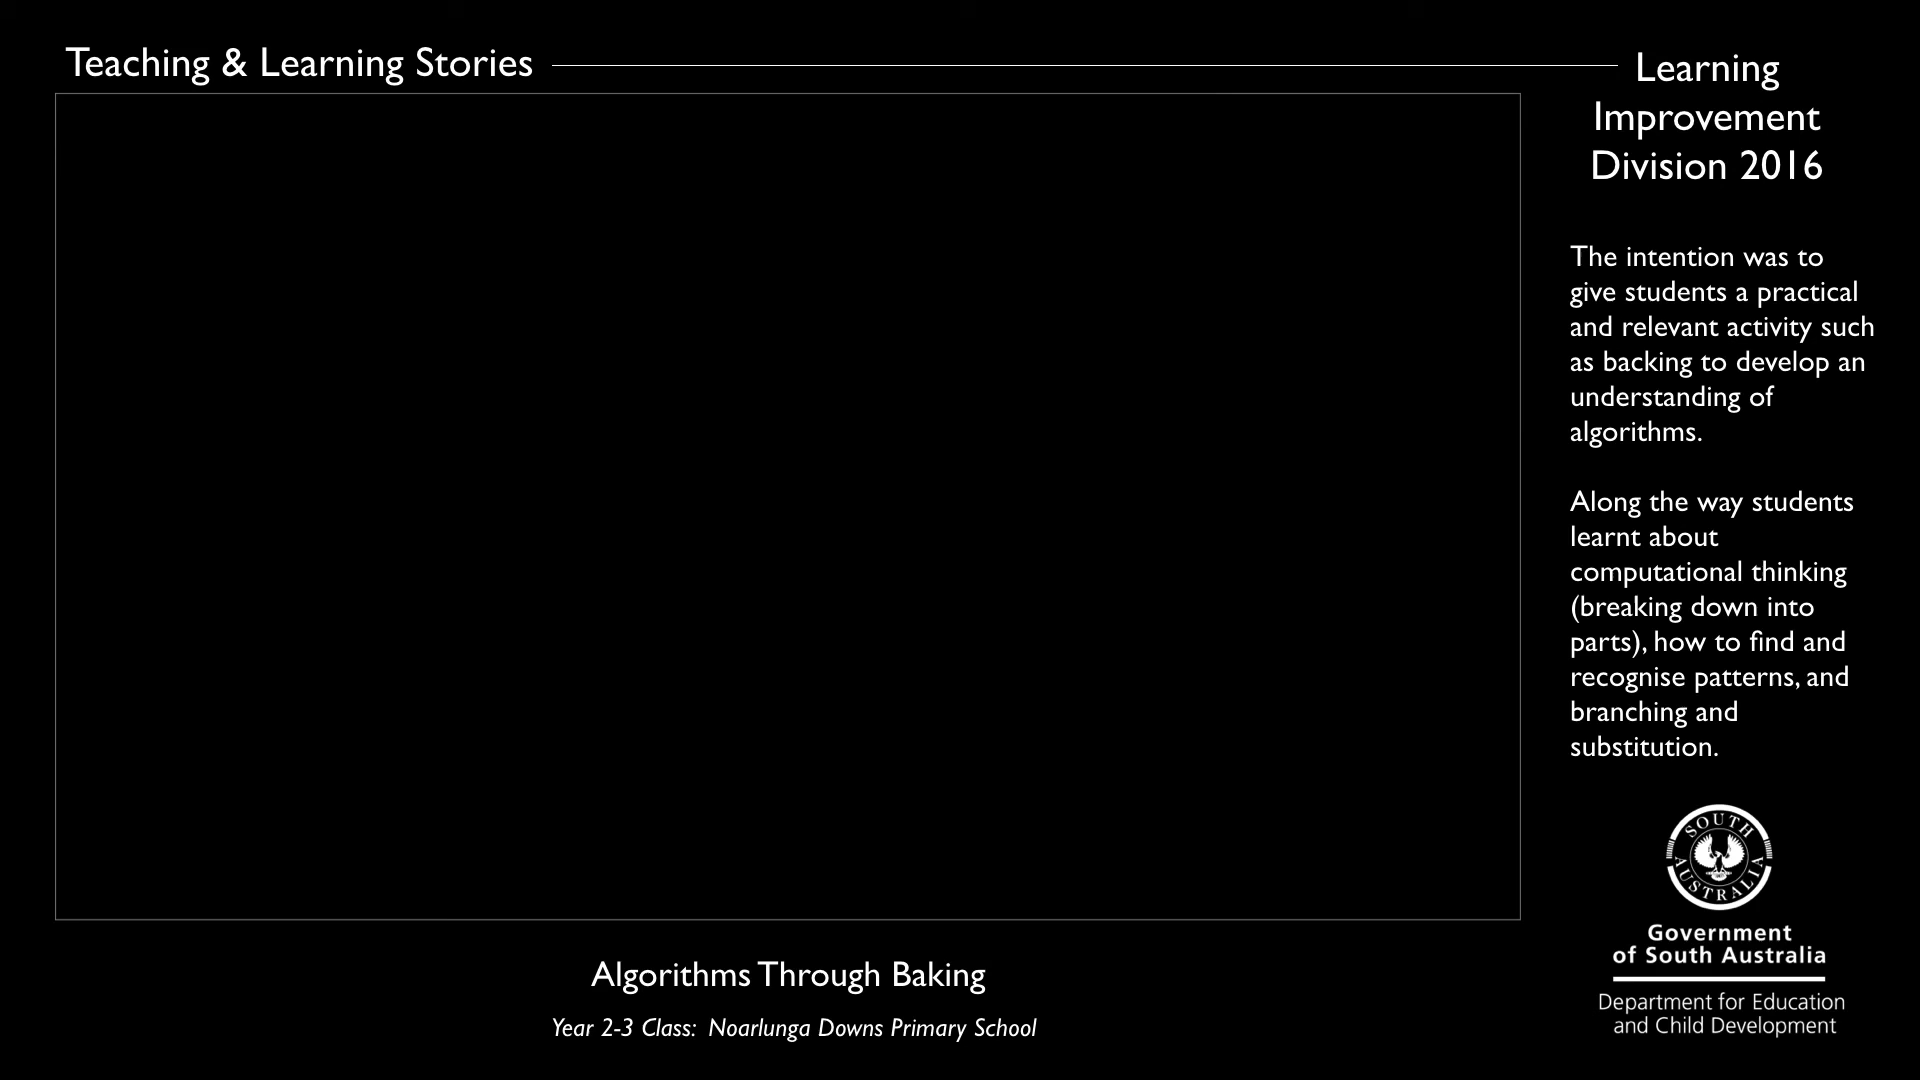 Teaching & Learning Stories
Learning
Improvement
Division 2016
The intention was to
give students a practical
and relevant activity such
as backing to develop an
understanding of
algorithms.
Along the way students
learnt about
computational thinking
(breaking down into
parts), how to find and
recognise patterns, and
branching and
substitution.
SOUTH
AUSTRALIA
Government
of South Australia
Department for Education
and Child Development
Algorithms Through Baking
Year 2-3 Class: Noarlunga Downs Primary School